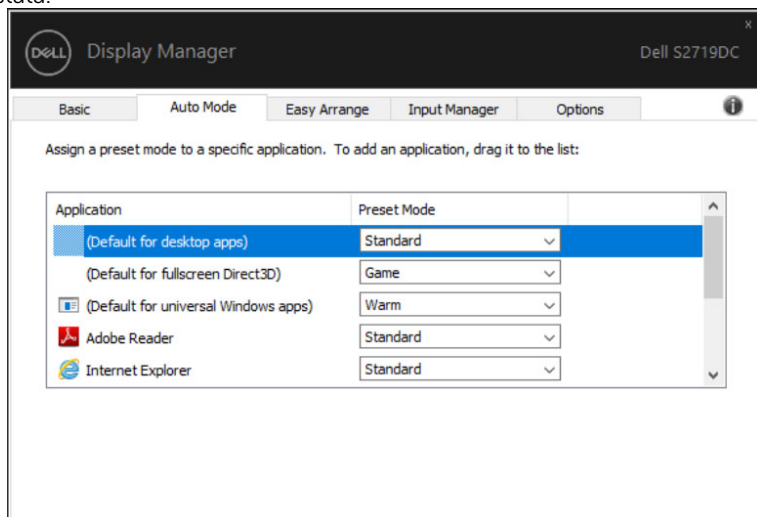 DELL
Display Manager
x
Dell S2719DC
Basic
Auto Mode
Easy Arrange
Input Manager
Options
Assign a preset mode to a specific application. To add an application, drag it to the list:
Application Preset Mode
(Default for desktop apps) Standard
(Default for fullscreen Direct3D) Game
(Default for universal Windows apps) Warm
Adobe Reader Standard
Internet Explorer Standard